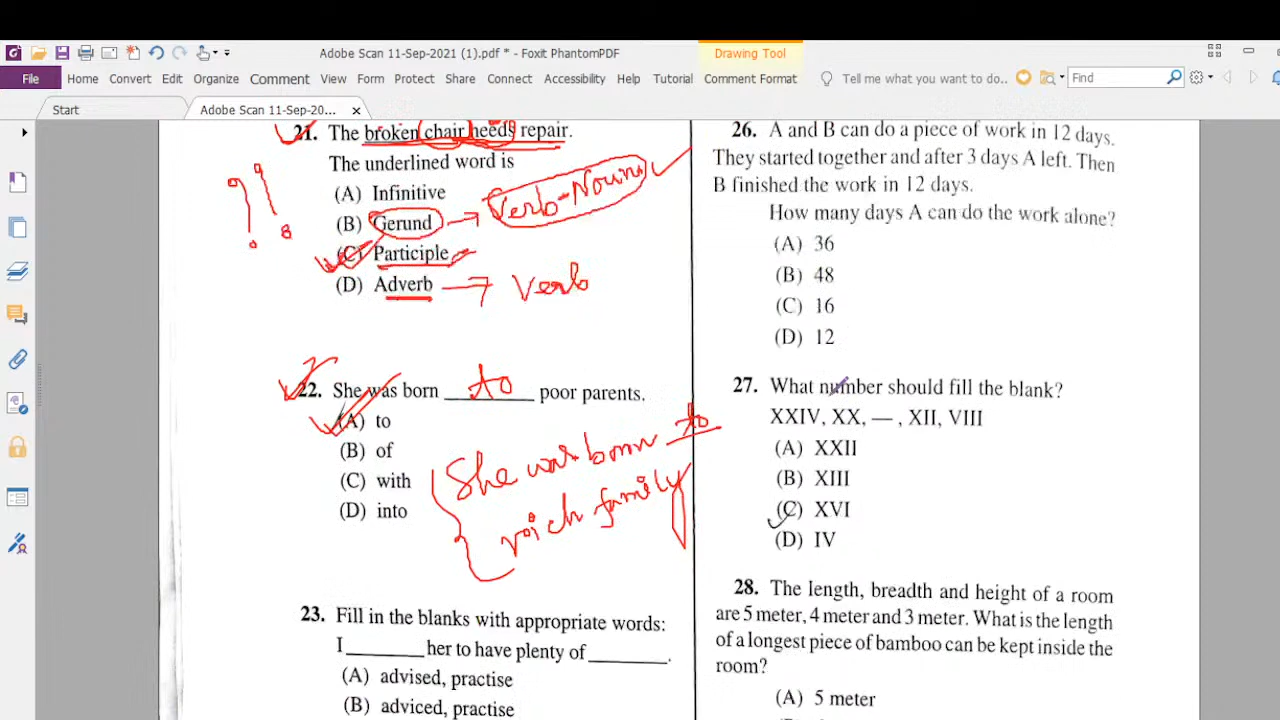 Adobe Scan 11-Sep-2021 (1).pdf * - Foxit PhantomPDF
Drawing Tool
File Home Convert Edit Organize Comment View Form Protect Share Connect Accessibility Help Tutorial Comment Format Tell me what you want to do.. Find
Start
Adobe Scan 11-Sep-20...
21. The broken chair needs repair.
The underlined word is
(A) Infinitive
(B) Gerund → Verb-Noun
(C) Participle
(D) Adverb → Verb
22. She was born to poor parents.
(A) to
(B) of
(C) with
(D) into
She was born to
rich family
23. Fill in the blanks with appropriate words:
I ________ her to have plenty of ________.
(A) advised, practise
(B) adviced, practise
26. A and B can do a piece of work in 12 days.
They started together and after 3 days A left. Then
B finished the work in 12 days.
How many days A can do the work alone?
(A) 36
(B) 48
(C) 16
(D) 12
27. What number should fill the blank?
XXIV, XX, — , XII, VIII
(A) XXII
(B) XIII
(C) XVI
(D) IV
28. The length, breadth and height of a room
are 5 meter, 4 meter and 3 meter. What is the length
of a longest piece of bamboo can be kept inside the
room?
(A) 5 meter